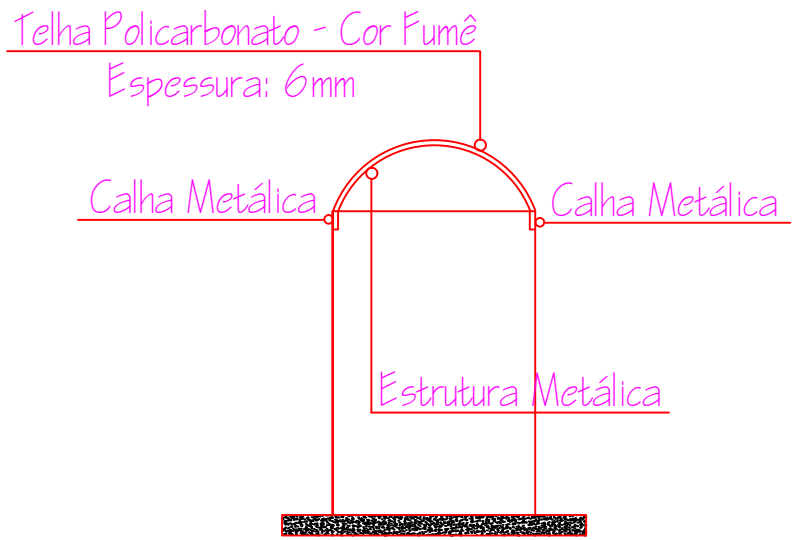 Telha Policarbonato - Cor Fumê
Espessura: 6mm
Calha Metálica
Calha Metálica
Estrutura Metálica